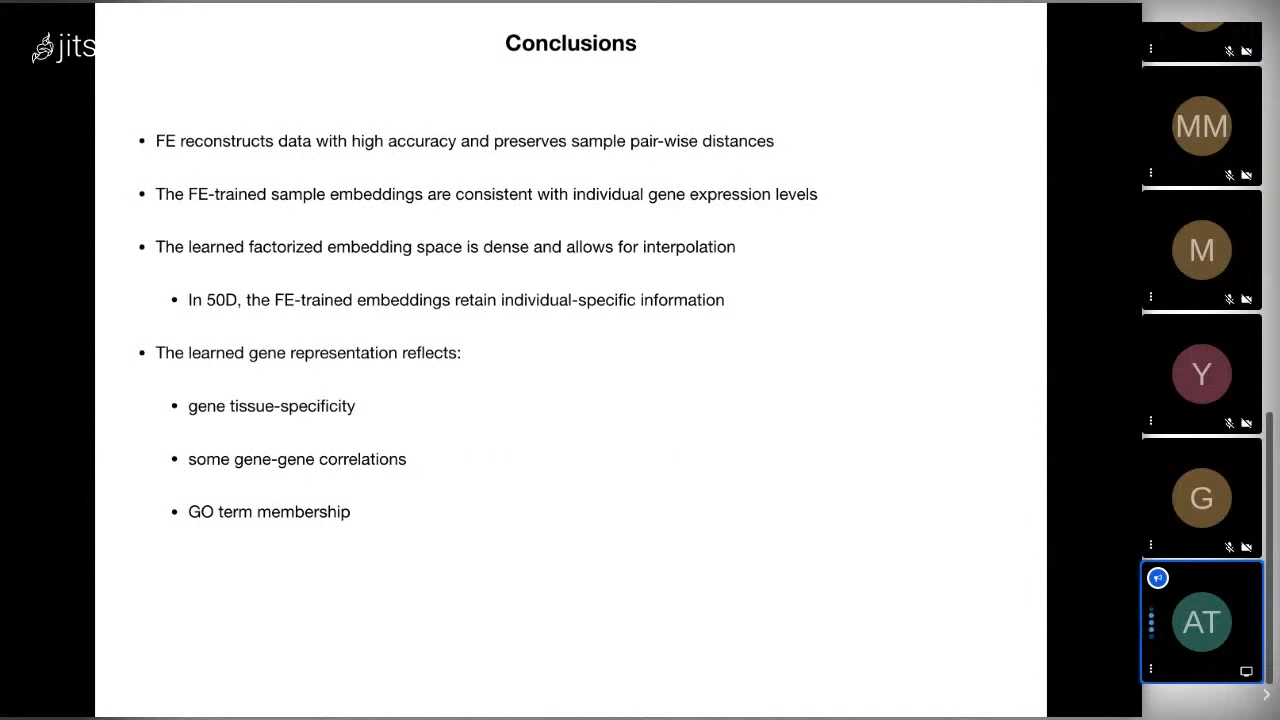 jits
Conclusions
• FE reconstructs data with high accuracy and preserves sample pair-wise distances
• The FE-trained sample embeddings are consistent with individual gene expression levels
• The learned factorized embedding space is dense and allows for interpolation
• In 50D, the FE-trained embeddings retain individual-specific information
• The learned gene representation reflects:
• gene tissue-specificity
• some gene-gene correlations
• GO term membership
MM
M
Y
G
AT